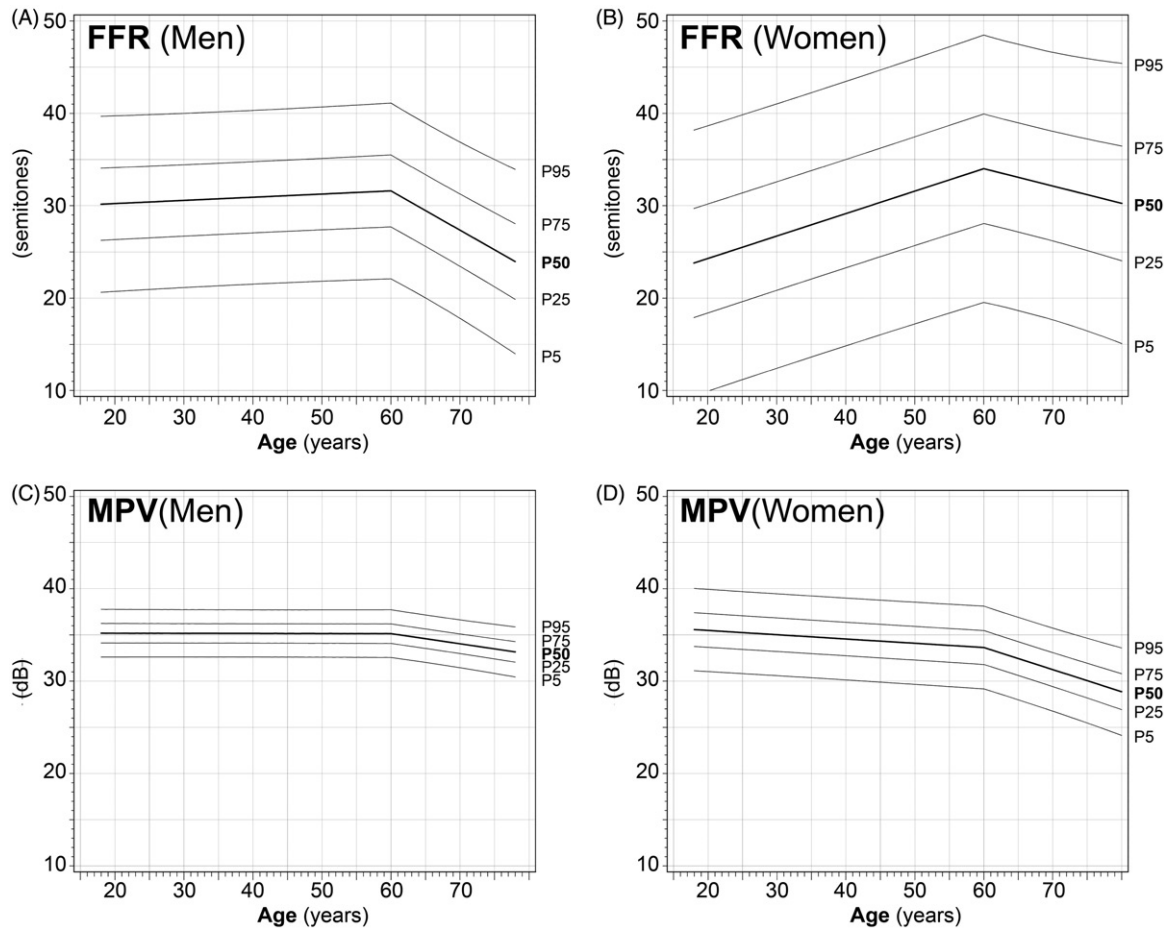 (A)
FFR (Men)
50
40
30
20
10
(semitones)
P95
P75
P50
P25
P5
20 30 40 50 60 70
Age (years)
(B)
FFR (Women)
50
40
30
20
10
(semitones)
P95
P75
P50
P25
P5
20 30 40 50 60 70
Age (years)
(C)
MPV(Men)
50
40
30
20
10
(dB)
P95
P75
P50
P25
P5
20 30 40 50 60 70
Age (years)
(D)
MPV(Women)
50
40
30
20
10
(dB)
P95
P75
P50
P25
P5
20 30 40 50 60 70
Age (years)